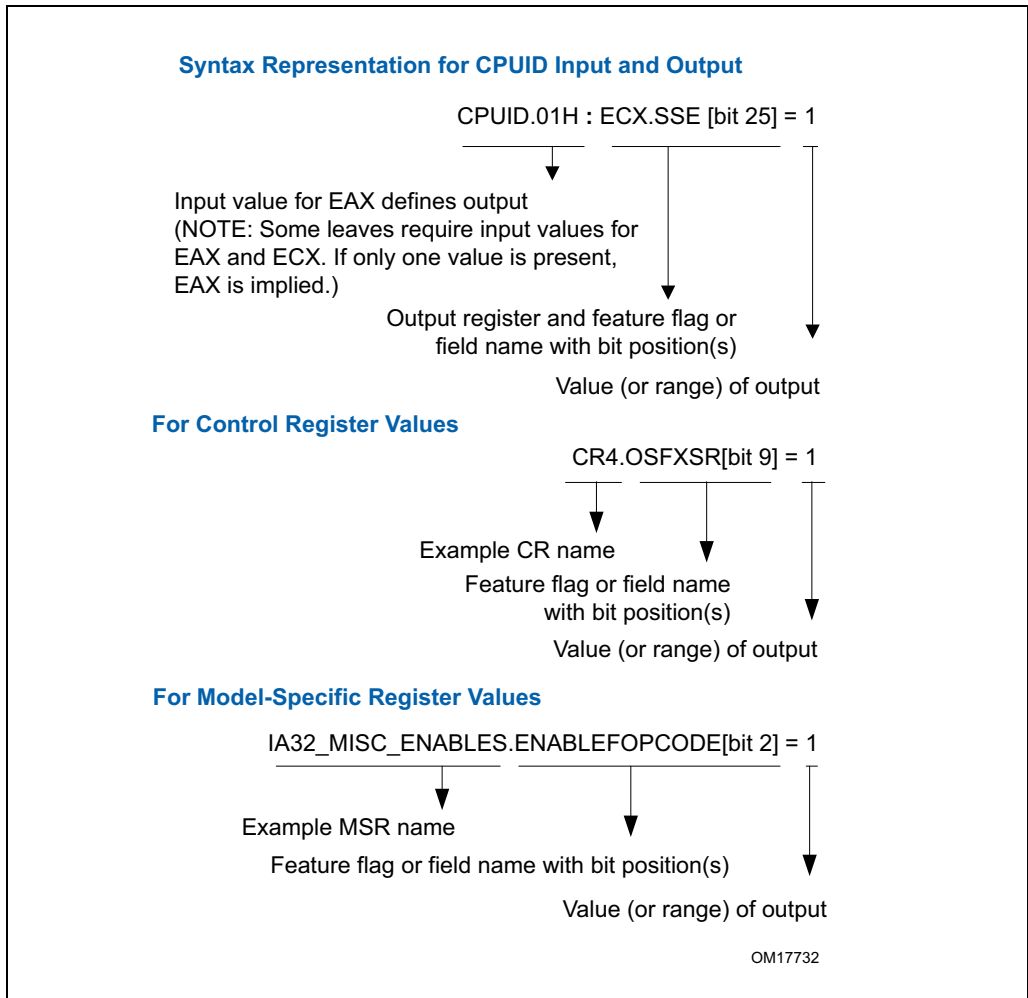 Syntax Representation for CPUID Input and Output
CPUID.01H : ECX.SSE [bit 25] = 1
Input value for EAX defines output
(NOTE: Some leaves require input values for
EAX and ECX. If only one value is present,
EAX is implied.)
Output register and feature flag or
field name with bit position(s)
Value (or range) of output
For Control Register Values
CR4.OSFXSR[bit 9] = 1
Example CR name
Feature flag or field name
with bit position(s)
Value (or range) of output
For Model-Specific Register Values
IA32_MISC_ENABLES.ENABLEFOPCODE[bit 2] = 1
Example MSR name
Feature flag or field name with bit position(s)
Value (or range) of output
OM17732